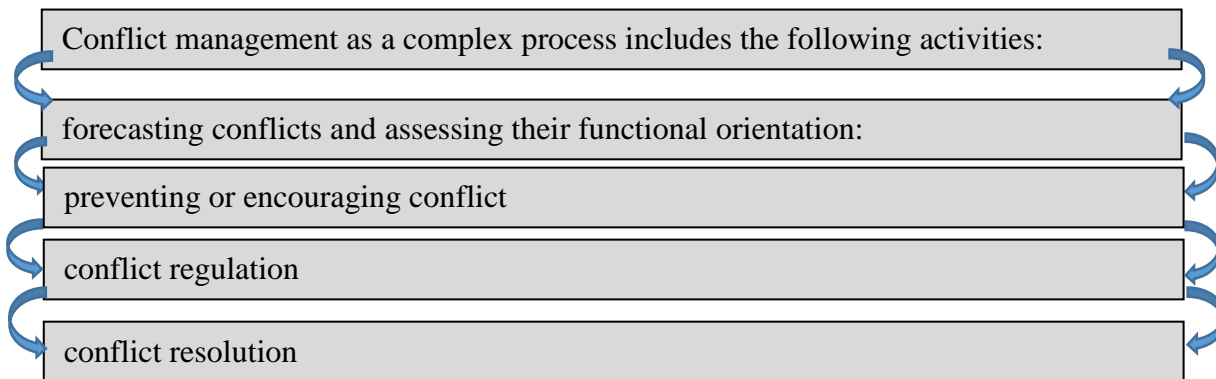 Conflict management as a complex process includes the following activities:
forecasting conflicts and assessing their functional orientation:
preventing or encouraging conflict
conflict regulation
conflict resolution